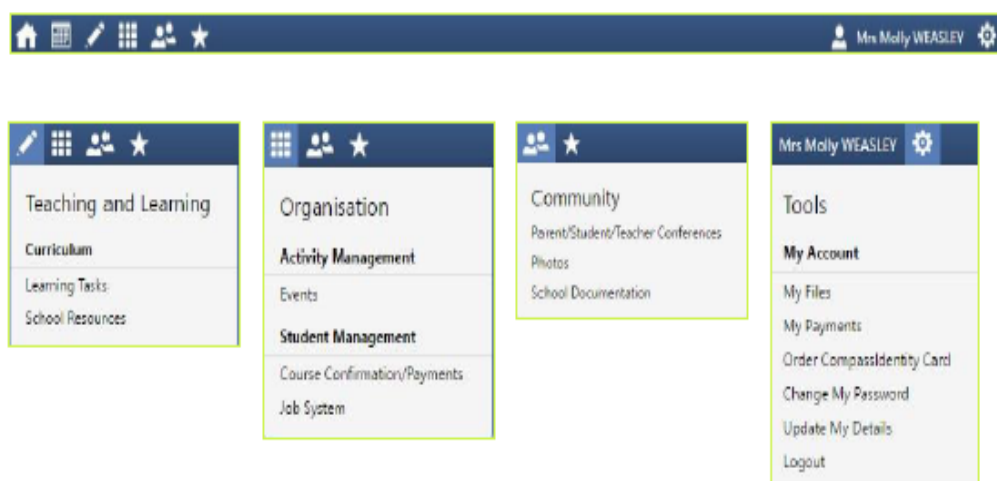 Mrs Molly WEASLEY
Teaching and Learning
Curriculum
Learning Tasks
School Resources
Organisation
Activity Management
Events
Student Management
Course Confirmation/Payments
Job System
Community
Parent/Student/Teacher Conferences
Photos
School Documentation
Mrs Molly WEASLEY
Tools
My Account
My Files
My Payments
Order CompassIdentity Card
Change My Password
Update My Details
Logout